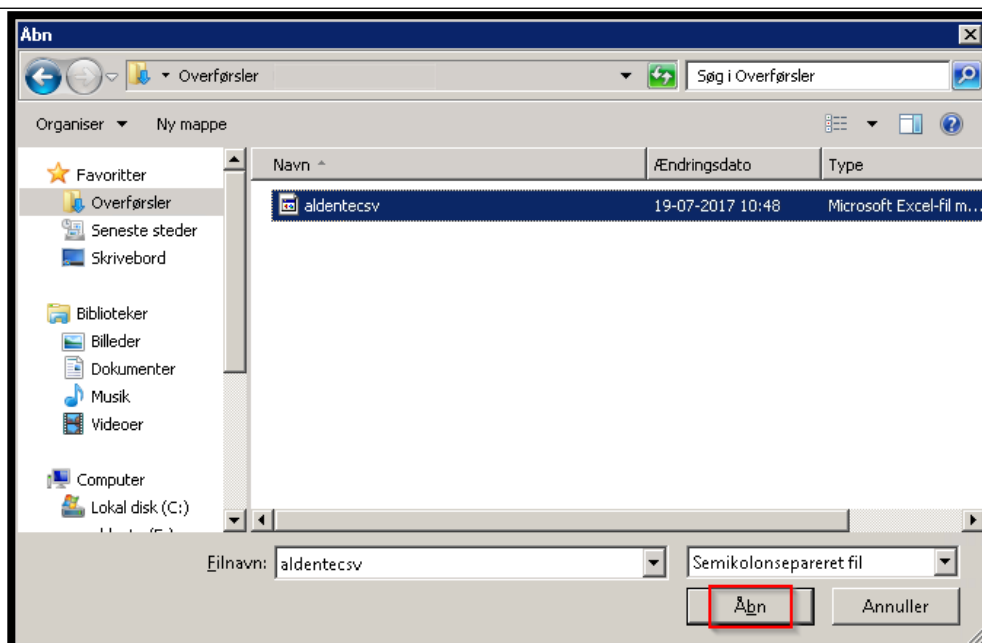 Åbn
Overførsler
Søg i Overførsler
Organiser
Ny mappe
Navn
Ændringsdato
Type
aldentecsv
19-07-2017 10:48
Microsoft Excel-fil m...
Favoritter
Overførsler
Seneste steder
Skrivebord
Biblioteker
Billeder
Dokumenter
Musik
Videoer
Computer
Lokal disk (C:)
Filnavn:
aldentecsv
Semikolonsepareret fil
Åbn
Annuller